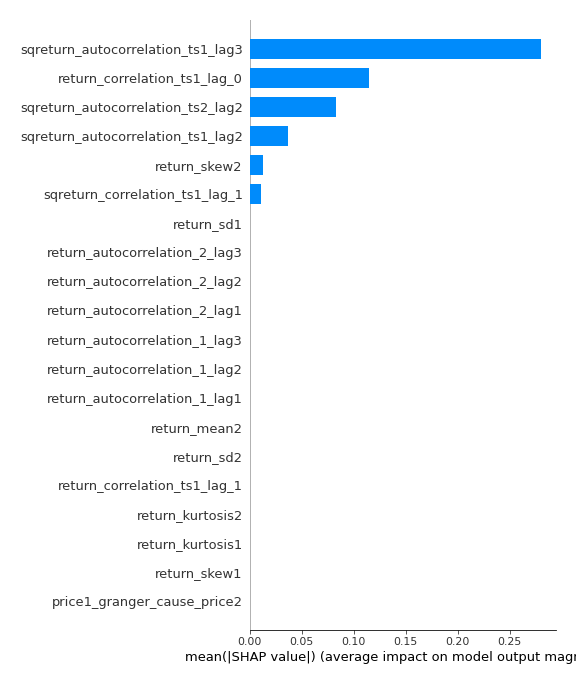 sqreturn_autocorrelation_ts1_lag3
return_correlation_ts1_lag_0
sqreturn_autocorrelation_ts2_lag2
sqreturn_autocorrelation_ts1_lag2
return_skew2
sqreturn_correlation_ts1_lag_1
return_sd1
return_autocorrelation_2_lag3
return_autocorrelation_2_lag2
return_autocorrelation_2_lag1
return_autocorrelation_1_lag3
return_autocorrelation_1_lag2
return_autocorrelation_1_lag1
return_mean2
return_sd2
return_correlation_ts1_lag_1
return_kurtosis2
return_kurtosis1
return_skew1
price1_granger_cause_price2
0.00 0.05 0.10 0.15 0.20 0.25
mean(|SHAP value|) (average impact on model output magn